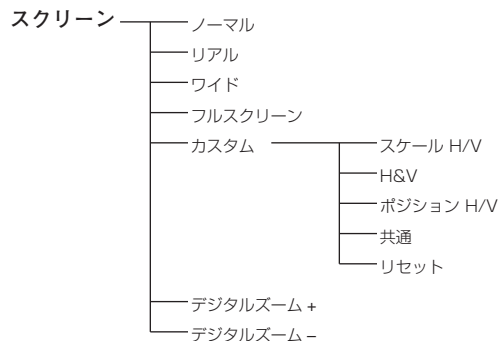 スクリーン
ノーマル
リアル
ワイド
フルスクリーン
カスタム
スケール H/V
H&V
ポジション H/V
共通
リセット
デジタルズーム +
デジタルズーム –